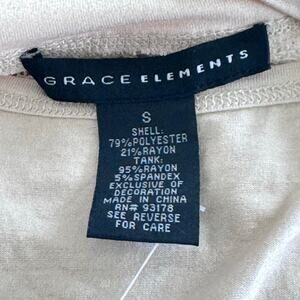 GRACE ELEMENTS
S
SHELL:
79%POLYESTER
21%RAYON
TANK:
95%RAYON
5%SPANDEX
EXCLUSIVE OF
DECORATION
MADE IN CHINA
RN# 93178
SEE REVERSE
FOR CARE